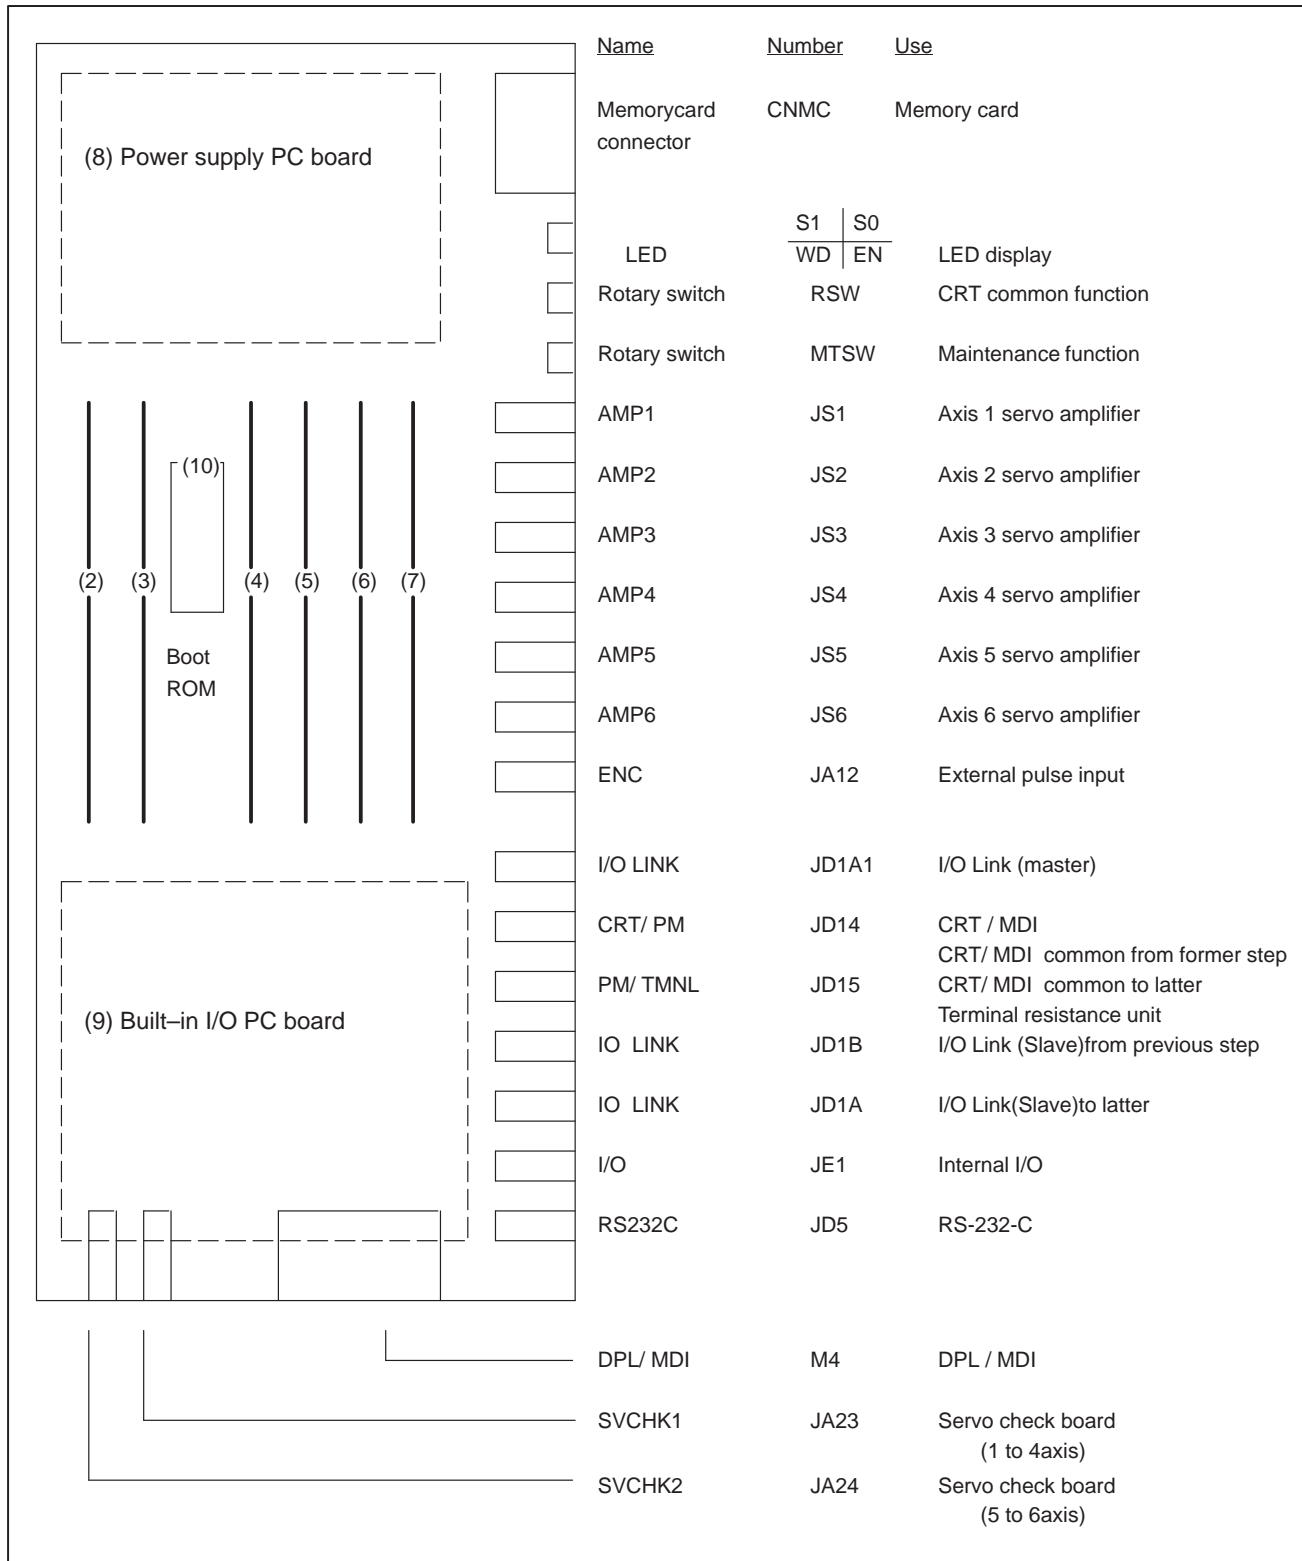 Name Number Use
Memorycard CNMC Memory card
connector
(8) Power supply PC board
S1 S0
LED WD EN LED display
Rotary switch RSW CRT common function
Rotary switch MTSW Maintenance function
AMP1 JS1 Axis 1 servo amplifier
(10)
AMP2 JS2 Axis 2 servo amplifier
AMP3 JS3 Axis 3 servo amplifier
(2) (3) (4) (5) (6) (7)
AMP4 JS4 Axis 4 servo amplifier
Boot
ROM
AMP5 JS5 Axis 5 servo amplifier
AMP6 JS6 Axis 6 servo amplifier
ENC JA12 External pulse input
I/O LINK JD1A1 I/O Link (master)
CRT/ PM JD14 CRT / MDI
CRT/ MDI common from former step
PM/ TMNL JD15 CRT/ MDI common to latter
Terminal resistance unit
(9) Built–in I/O PC board
IO LINK JD1B I/O Link (Slave)from previous step
IO LINK JD1A I/O Link(Slave)to latter
I/O JE1 Internal I/O
RS232C JD5 RS-232-C
DPL/ MDI M4 DPL / MDI
SVCHK1 JA23 Servo check board
(1 to 4axis)
SVCHK2 JA24 Servo check board
(5 to 6axis)